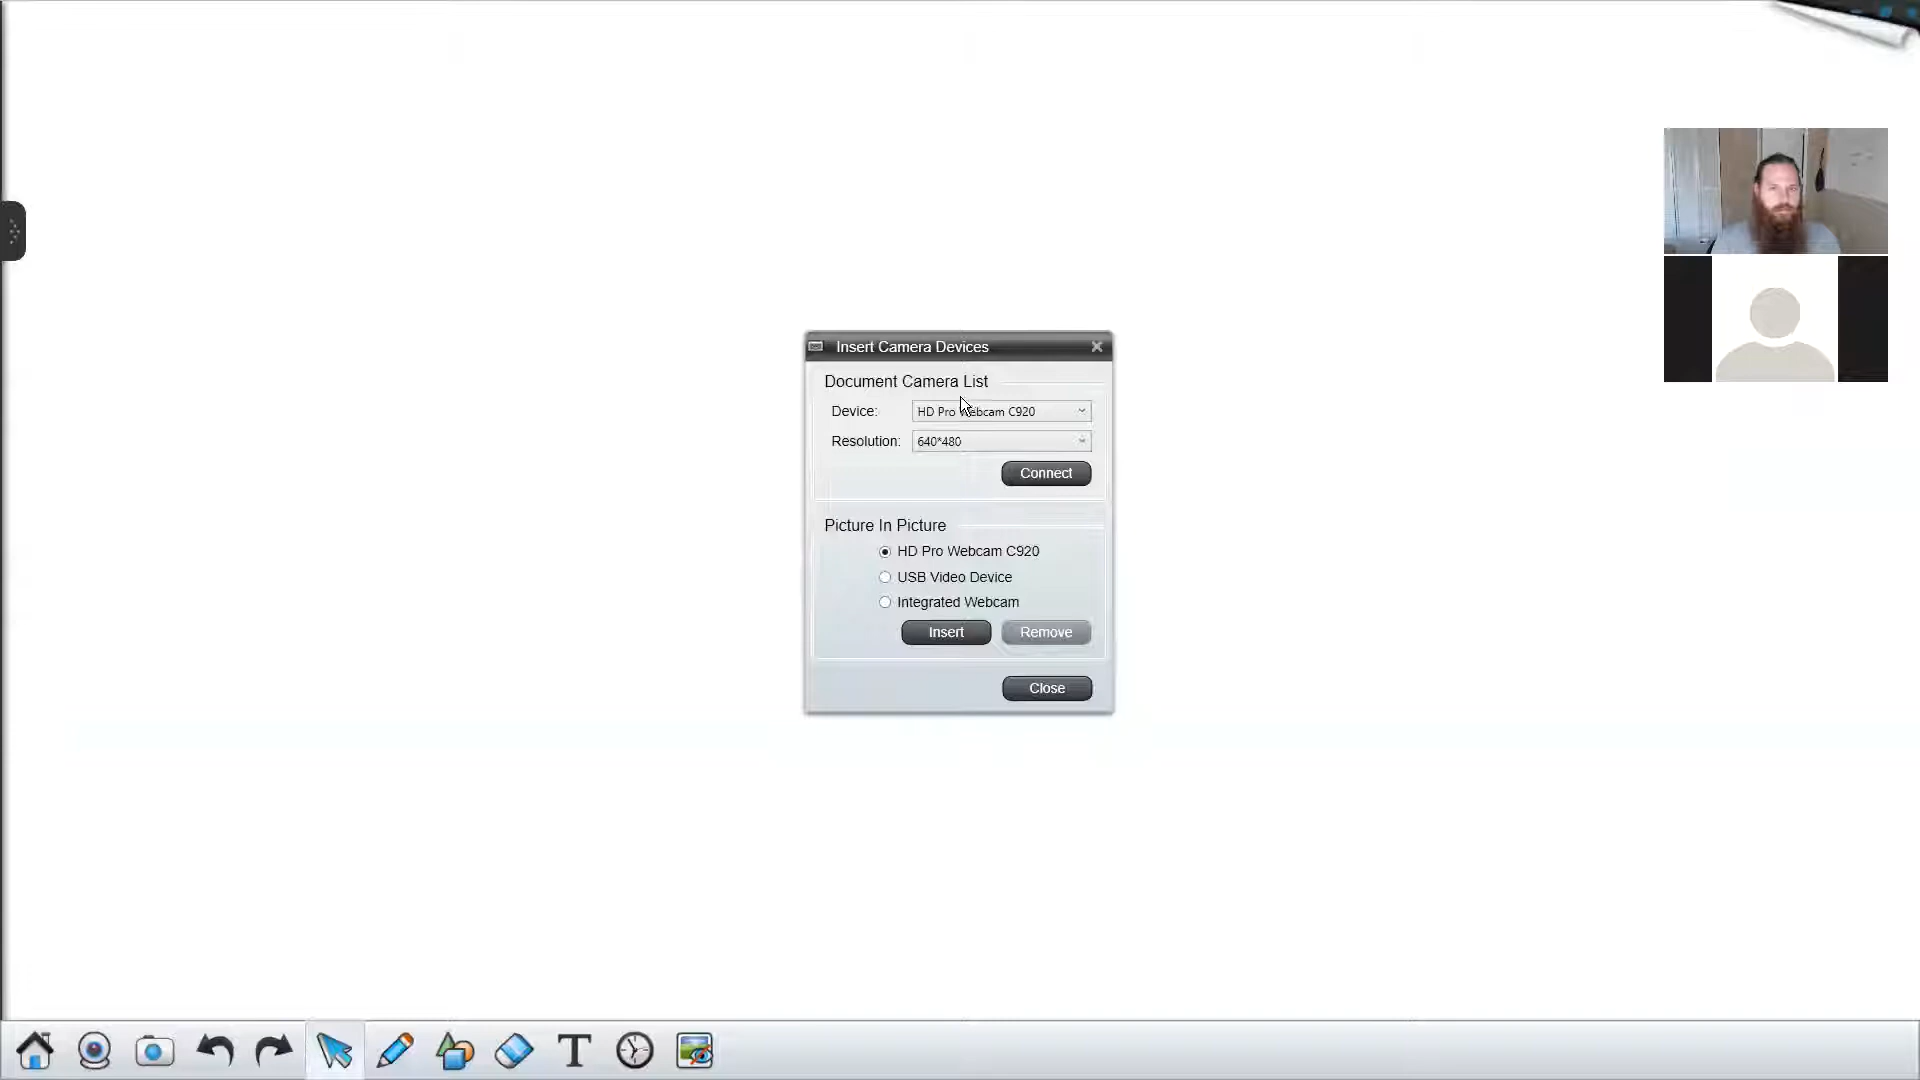 Insert Camera Devices
Document Camera List
Device: HD Pro Webcam C920
Resolution: 640*480
Connect
Picture In Picture
HD Pro Webcam C920
USB Video Device
Integrated Webcam
Insert Remove
Close
T